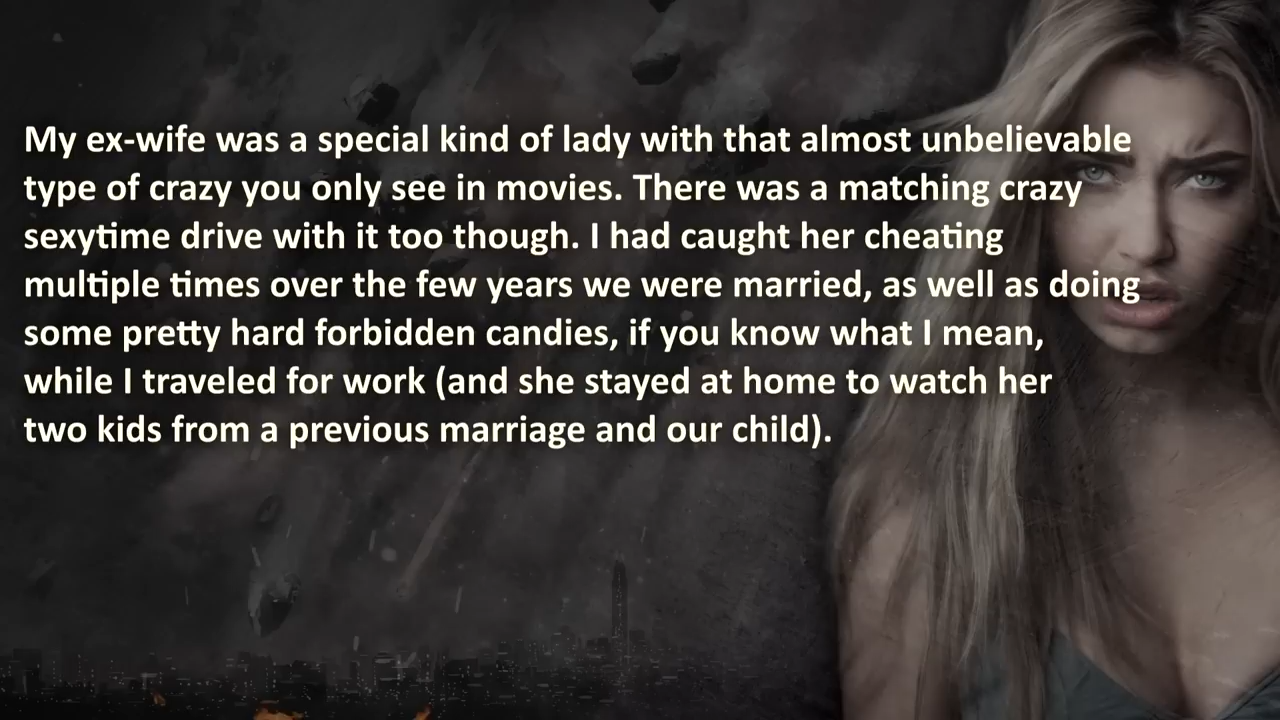 My ex-wife was a special kind of lady with that almost unbelievable
type of crazy you only see in movies. There was a matching crazy
sexytime drive with it too though. I had caught her cheating
multiple times over the few years we were married, as well as doing
some pretty hard forbidden candies, if you know what I mean,
while I traveled for work (and she stayed at home to watch her
two kids from a previous marriage and our child).